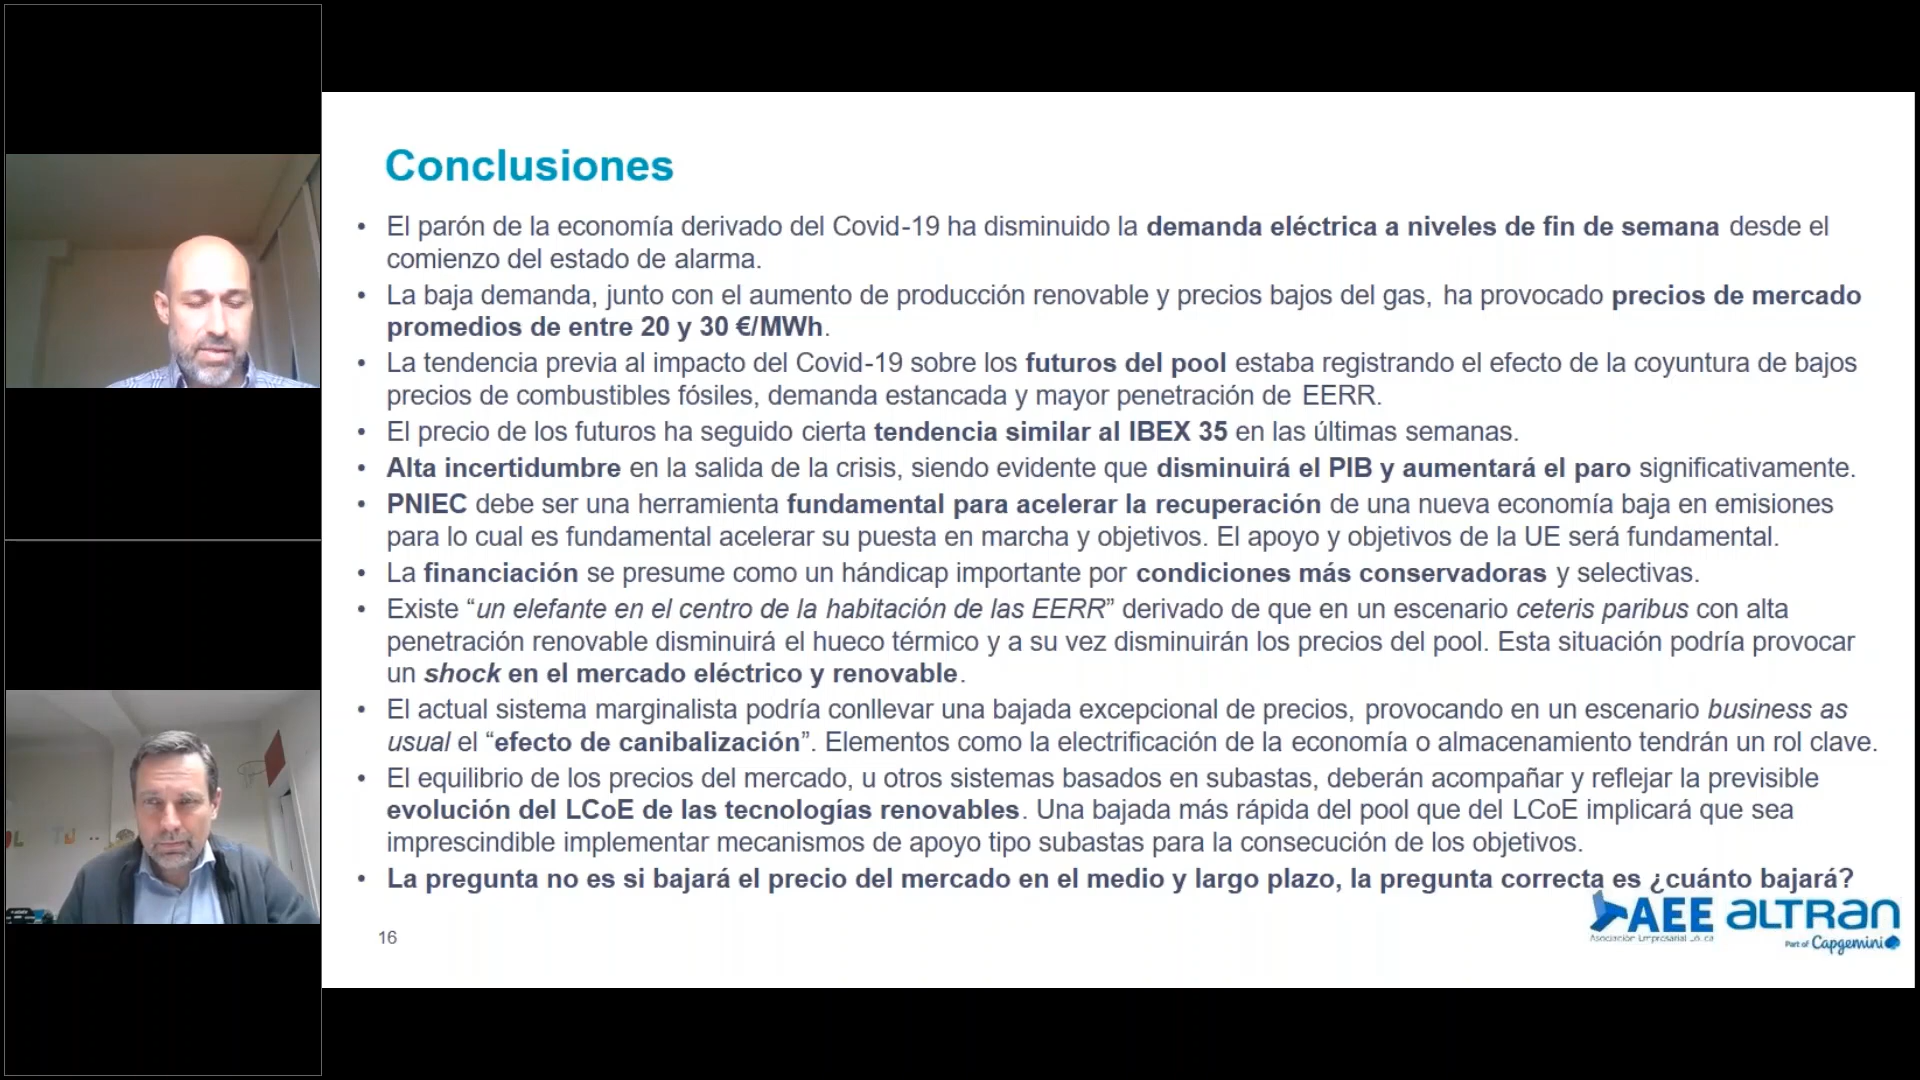 Conclusiones
• El parón de la economía derivado del Covid-19 ha disminuido la demanda eléctrica a niveles de fin de semana desde el
comienzo del estado de alarma.
• La baja demanda, junto con el aumento de producción renovable y precios bajos del gas, ha provocado precios de mercado
promedios de entre 20 y 30 €/MWh.
• La tendencia previa al impacto del Covid-19 sobre los futuros del pool estaba registrando el efecto de la coyuntura de bajos
precios de combustibles fósiles, demanda estancada y mayor penetración de EERR.
• El precio de los futuros ha seguido cierta tendencia similar al IBEX 35 en las últimas semanas.
• Alta incertidumbre en la salida de la crisis, siendo evidente que disminuirá el PIB y aumentará el paro significativamente.
• PNIEC debe ser una herramienta fundamental para acelerar la recuperación de una nueva economía baja en emisiones
para lo cual es fundamental acelerar su puesta en marcha y objetivos. El apoyo y objetivos de la UE será fundamental.
• La financiación se presume como un hándicap importante por condiciones más conservadoras y selectivas.
• Existe “un elefante en el centro de la habitación de las EERR” derivado de que en un escenario ceteris paribus con alta
penetración renovable disminuirá el hueco térmico y a su vez disminuirán los precios del pool. Esta situación podría provocar
un shock en el mercado eléctrico y renovable.
• El actual sistema marginalista podría conllevar una bajada excepcional de precios, provocando en un escenario business as
usual el “efecto de canibalización”. Elementos como la electrificación de la economía o almacenamiento tendrán un rol clave.
• El equilibrio de los precios del mercado, u otros sistemas basados en subastas, deberán acompañar y reflejar la previsible
evolución del LCoE de las tecnologías renovables. Una bajada más rápida del pool que del LCoE implicará que sea
imprescindible implementar mecanismos de apoyo tipo subastas para la consecución de los objetivos.
• La pregunta no es si bajará el precio del mercado en el medio y largo plazo, la pregunta correcta es ¿cuánto bajará?
AEE ALTRAN
Asociación Empresarial
Part of Capgemini
16